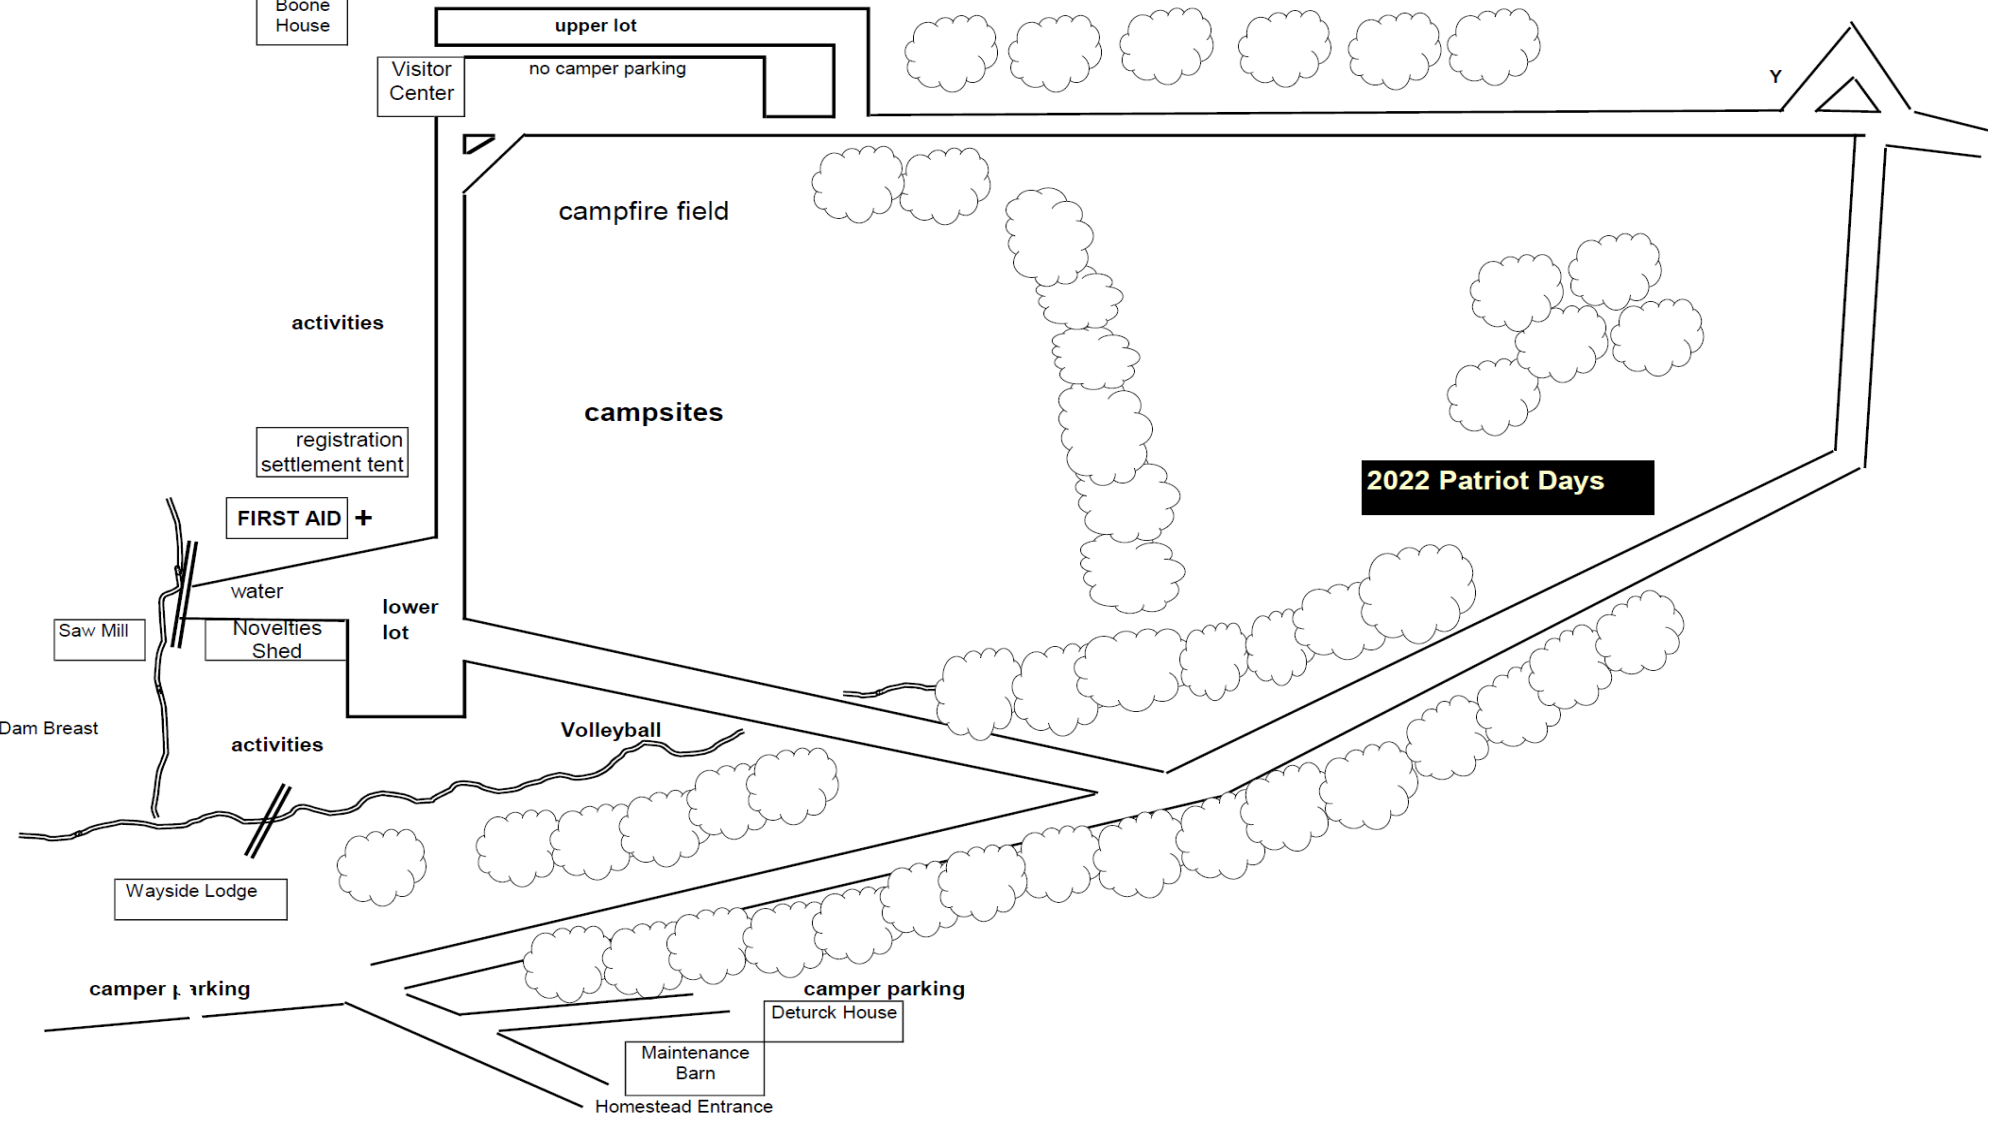 Boone
House
upper lot
no camper parking
Visitor
Center
Y
campfire field
activities
campsites
registration
settlement tent
2022 Patriot Days
FIRST AID +
water
lower
lot
Saw Mill
Novelties
Shed
Dam Breast
activities
Volleyball
Wayside Lodge
camper parking
camper parking
Deturck House
Maintenance
Barn
Homestead Entrance